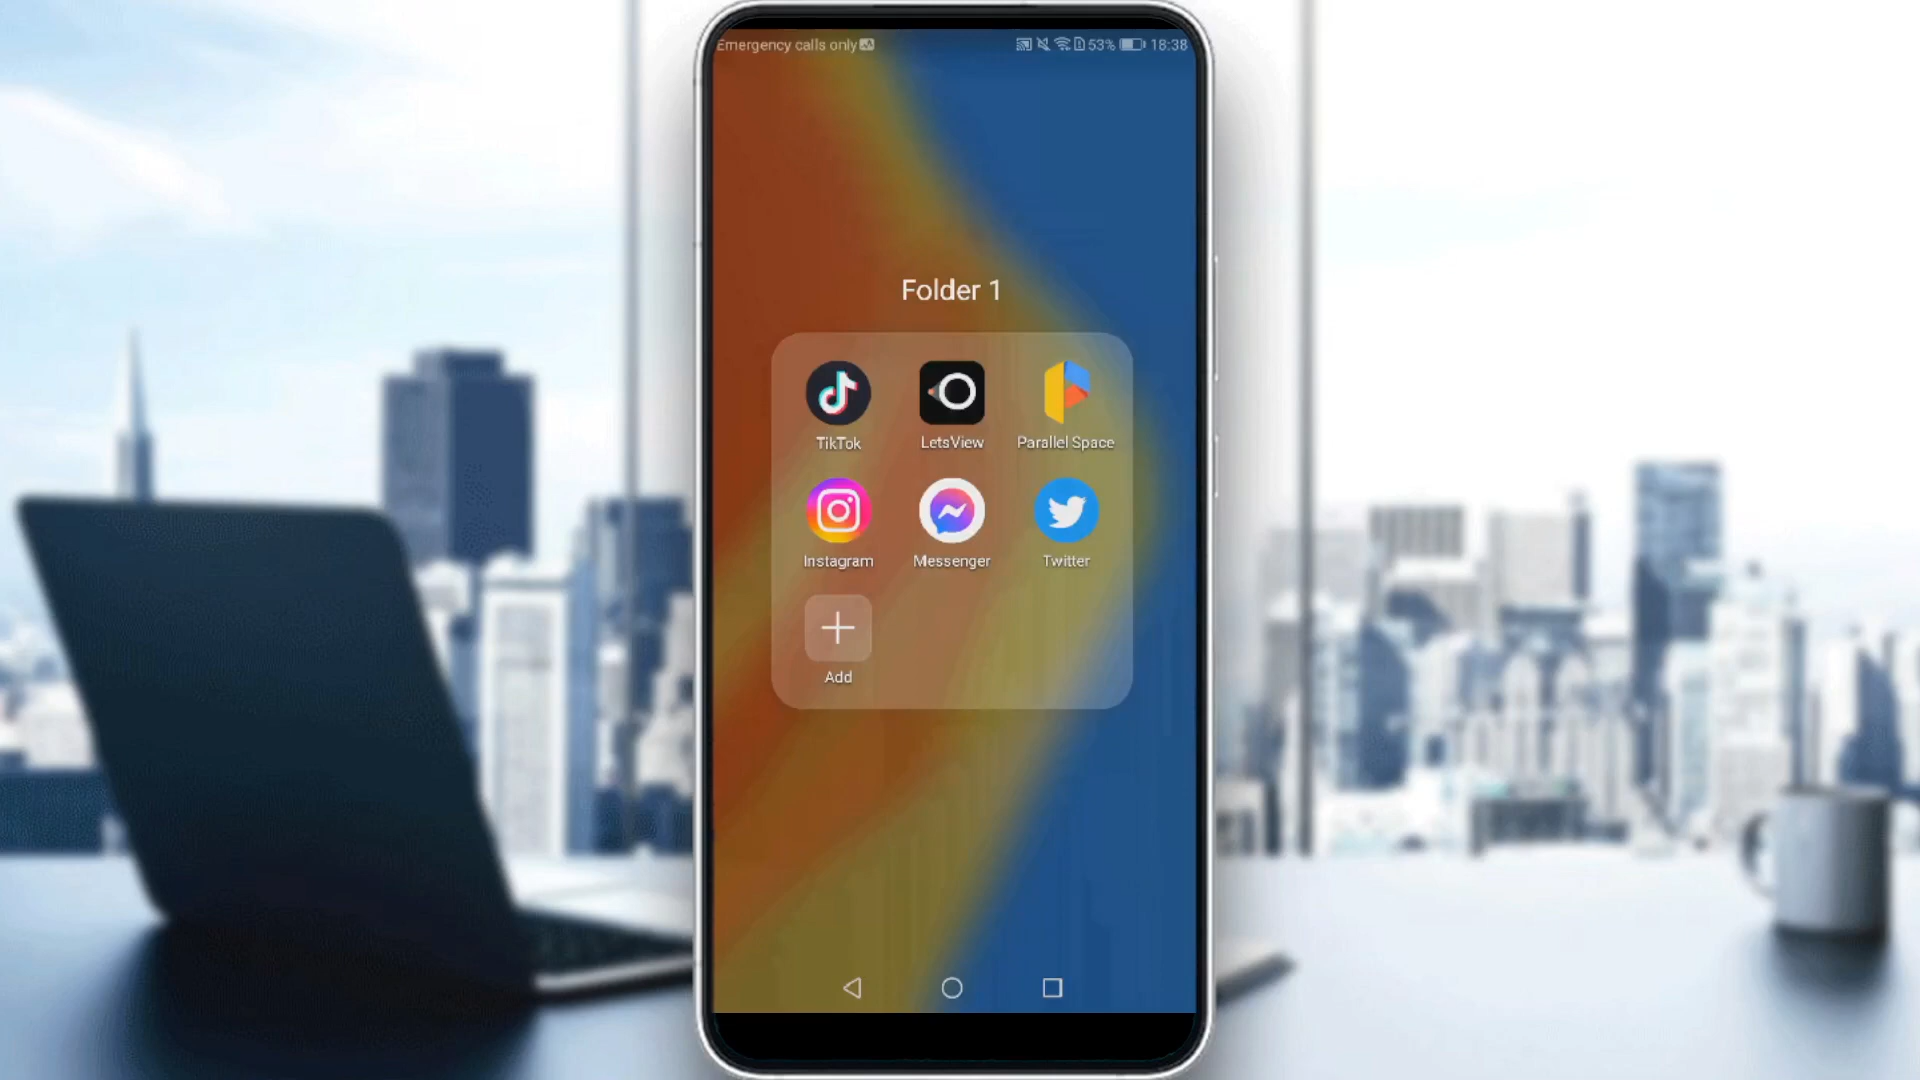 Emergency calls only 53% 18:38
Folder 1
TikTok LetsView Parallel Space
Instagram Messenger Twitter
Add